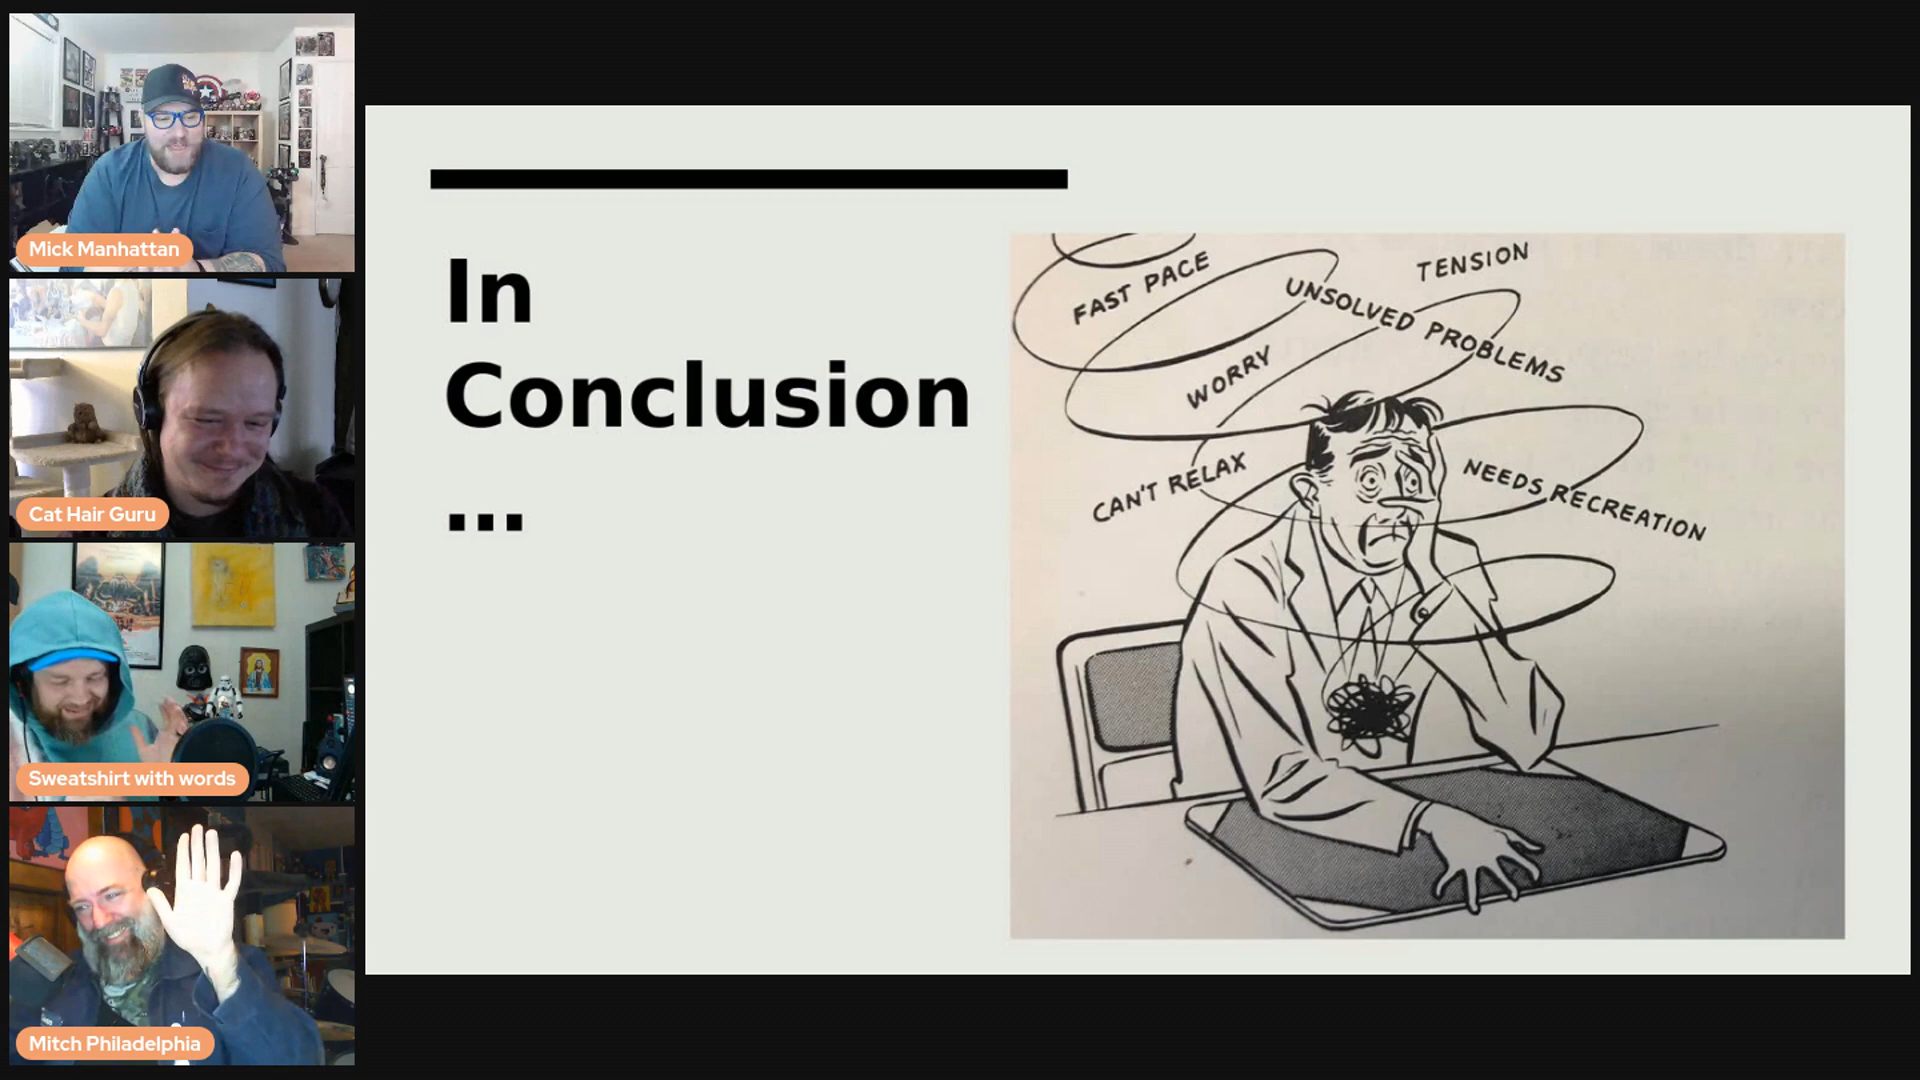 Mick Manhattan
Cat Hair Guru
Sweatshirt with words
Mitch Philadelphia
In
Conclusion
...
FAST PACE
TENSION
UNSOLVED PROBLEMS
WORRY
CAN'T RELAX
NEEDS RECREATION